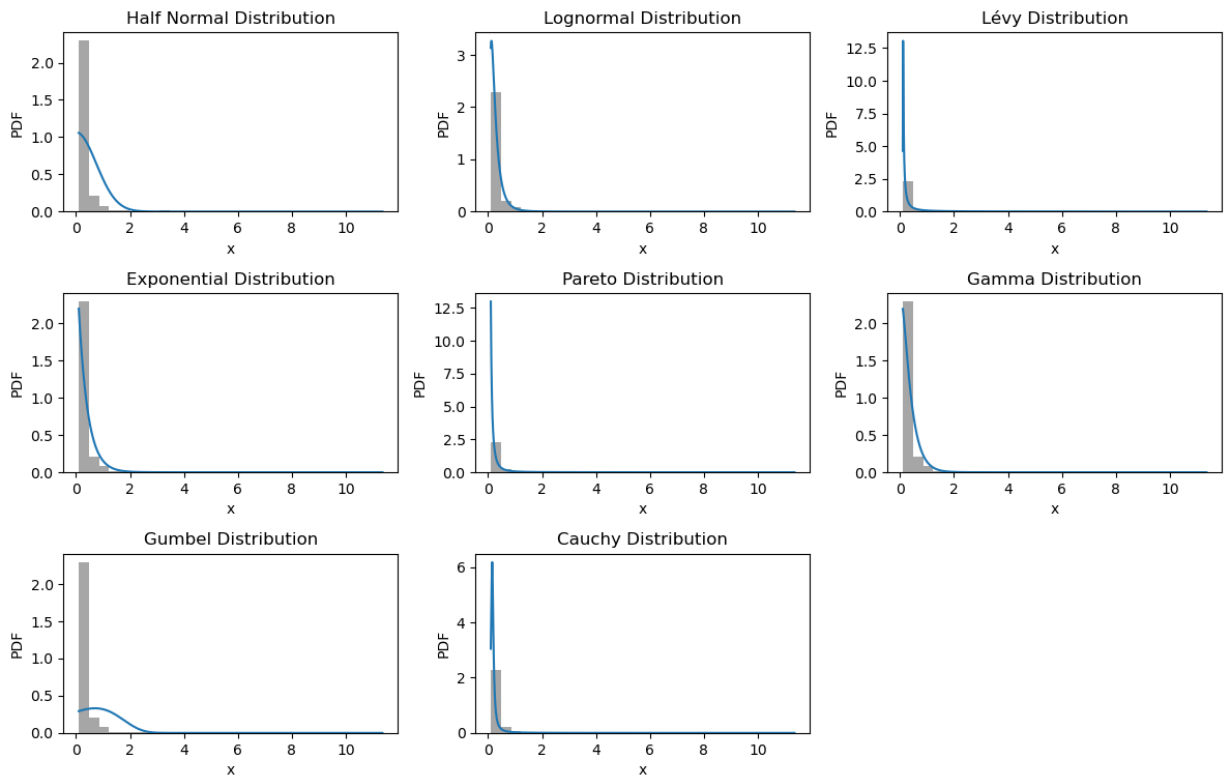 Half Normal Distribution
PDF
2.0
1.5
1.0
0.5
0.0
0 2 4 6 8 10
x
Lognormal Distribution
PDF
3
2
1
0
0 2 4 6 8 10
x
Lévy Distribution
PDF
12.5
10.0
7.5
5.0
2.5
0.0
0 2 4 6 8 10
x
Exponential Distribution
PDF
2.0
1.5
1.0
0.5
0.0
0 2 4 6 8 10
x
Pareto Distribution
PDF
12.5
10.0
7.5
5.0
2.5
0.0
0 2 4 6 8 10
x
Gamma Distribution
PDF
2.0
1.5
1.0
0.5
0.0
0 2 4 6 8 10
x
Gumbel Distribution
PDF
2.0
1.5
1.0
0.5
0.0
0 2 4 6 8 10
x
Cauchy Distribution
PDF
6
4
2
0
0 2 4 6 8 10
x